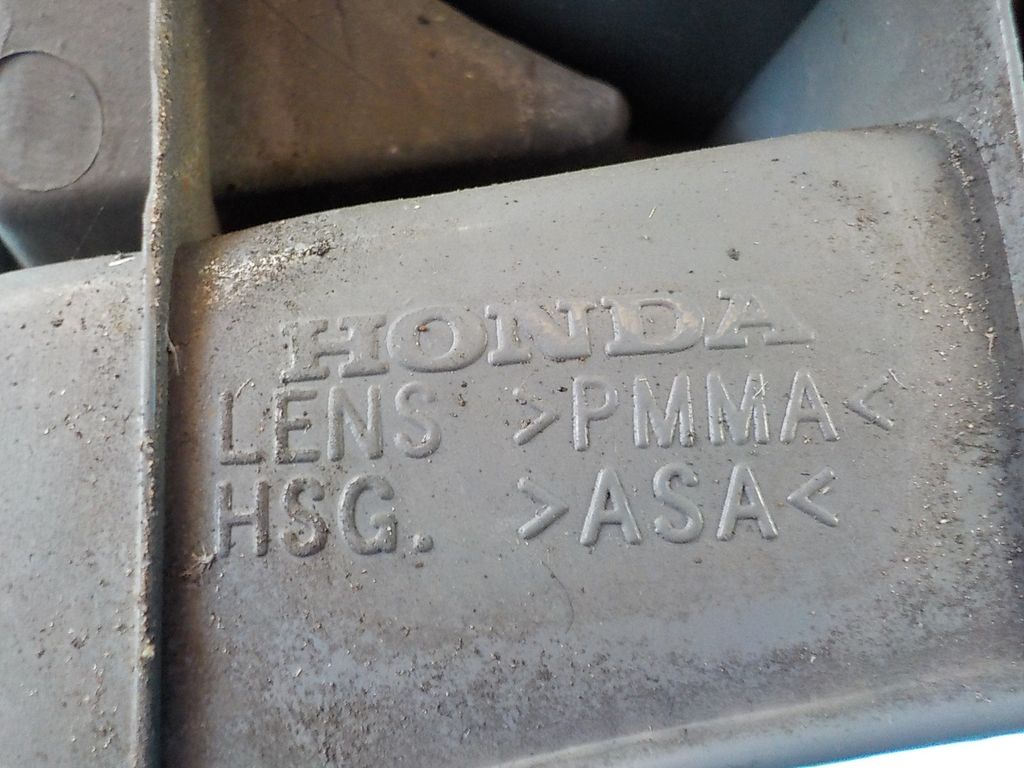 HONDA
LENS >PMMA<
HSG. >ASA<